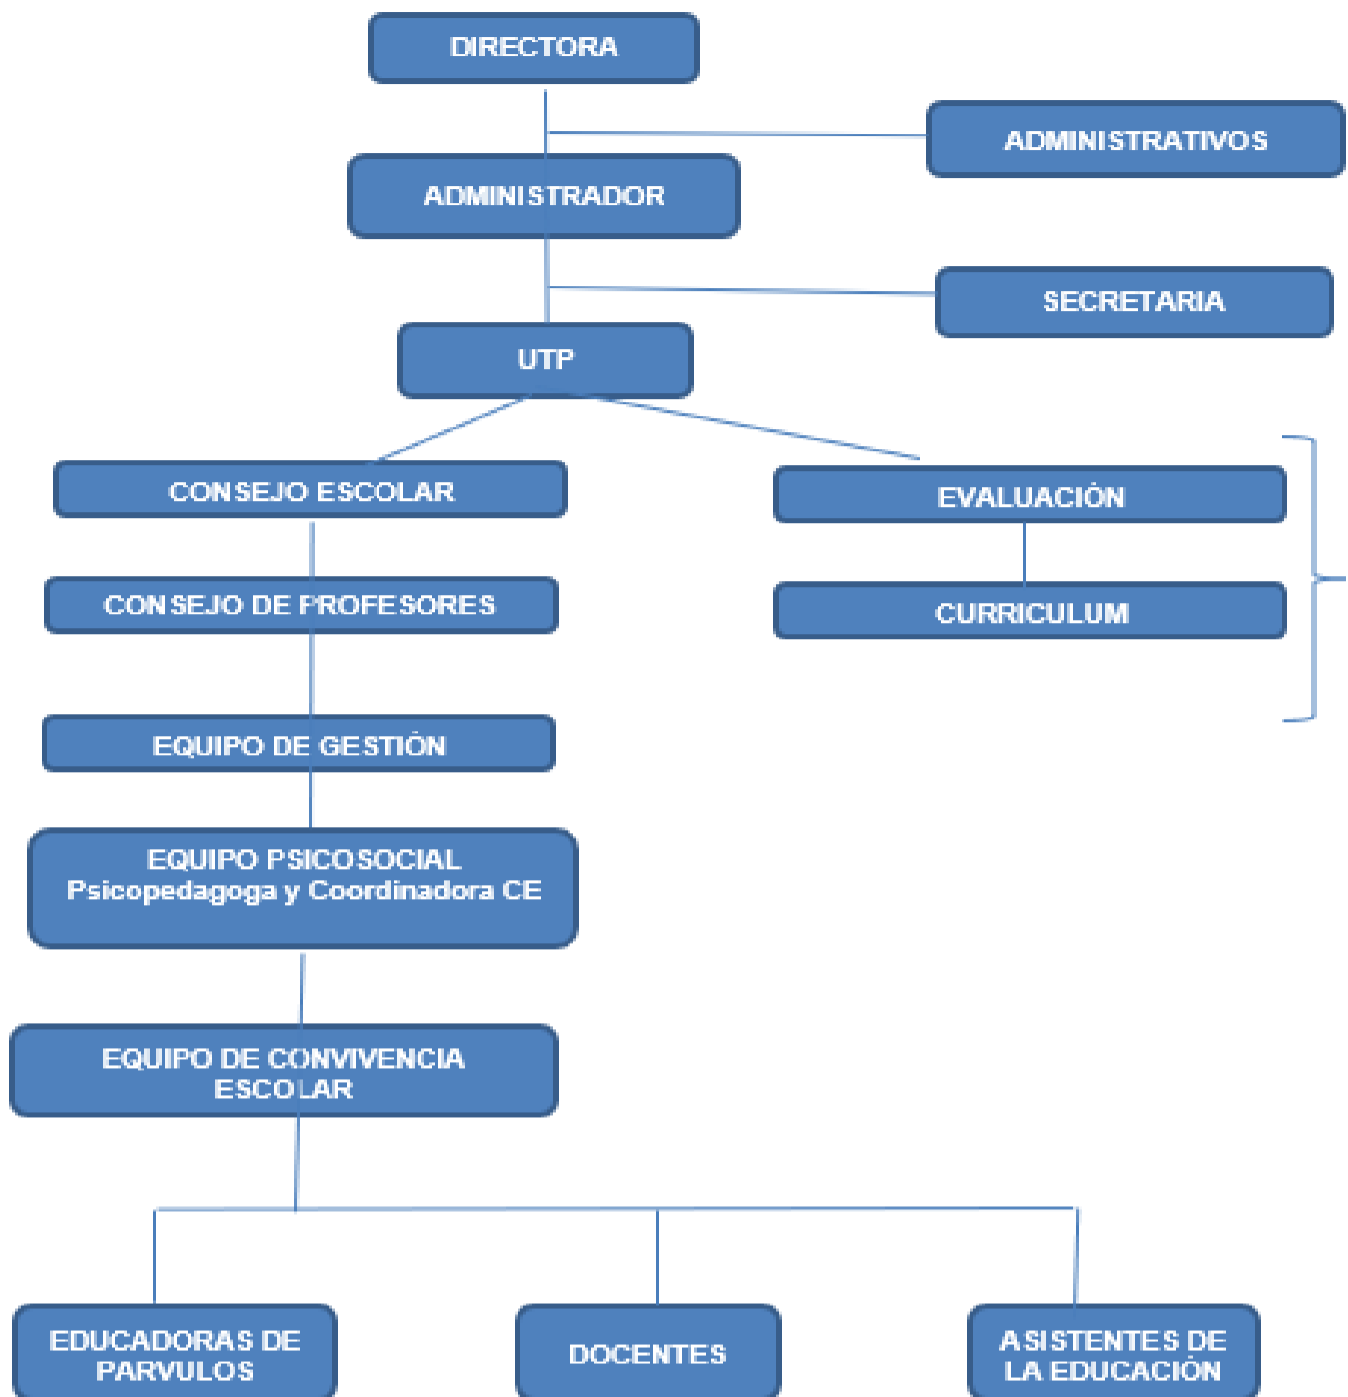 DIRECTORA
ADMINISTRATIVOS
ADMINISTRADOR
SECRETARIA
UTP
CONSEJO ESCOLAR
EVALUACIÓN
CONSEJO DE PROFESORES
CURRICULUM
EQUIPO DE GESTIÓN
EQUIPO PSICOSOCIAL
Psicopedagoga y Coordinadora CE
EQUIPO DE CONVIVENCIA
ESCOLAR
EDUCADORAS DE
PARVULOS
DOCENTES
ASISTENTES DE
LA EDUCACIÓN